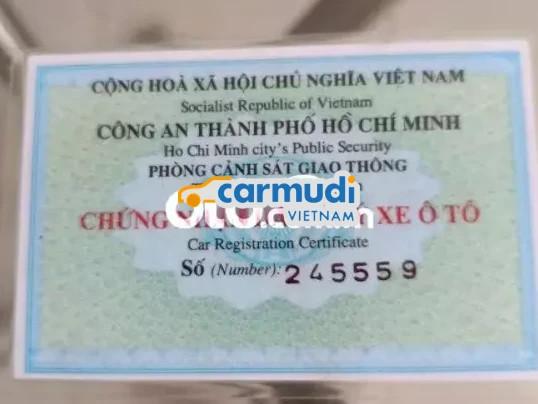 CỘNG HOÀ XÃ HỘI CHỦ NGHĨA VIỆT NAM
Socialist Republic of Vietnam
CÔNG AN THÀNH PHỐ HỒ CHÍ MINH
Ho Chi Minh city's Public Security
PHÒNG CẢNH SÁT GIAO THÔNG
carmudi
VIETNAM
CHỨNG XE Ô TÔ
Car Registration Certificate
Số (Number): 245559